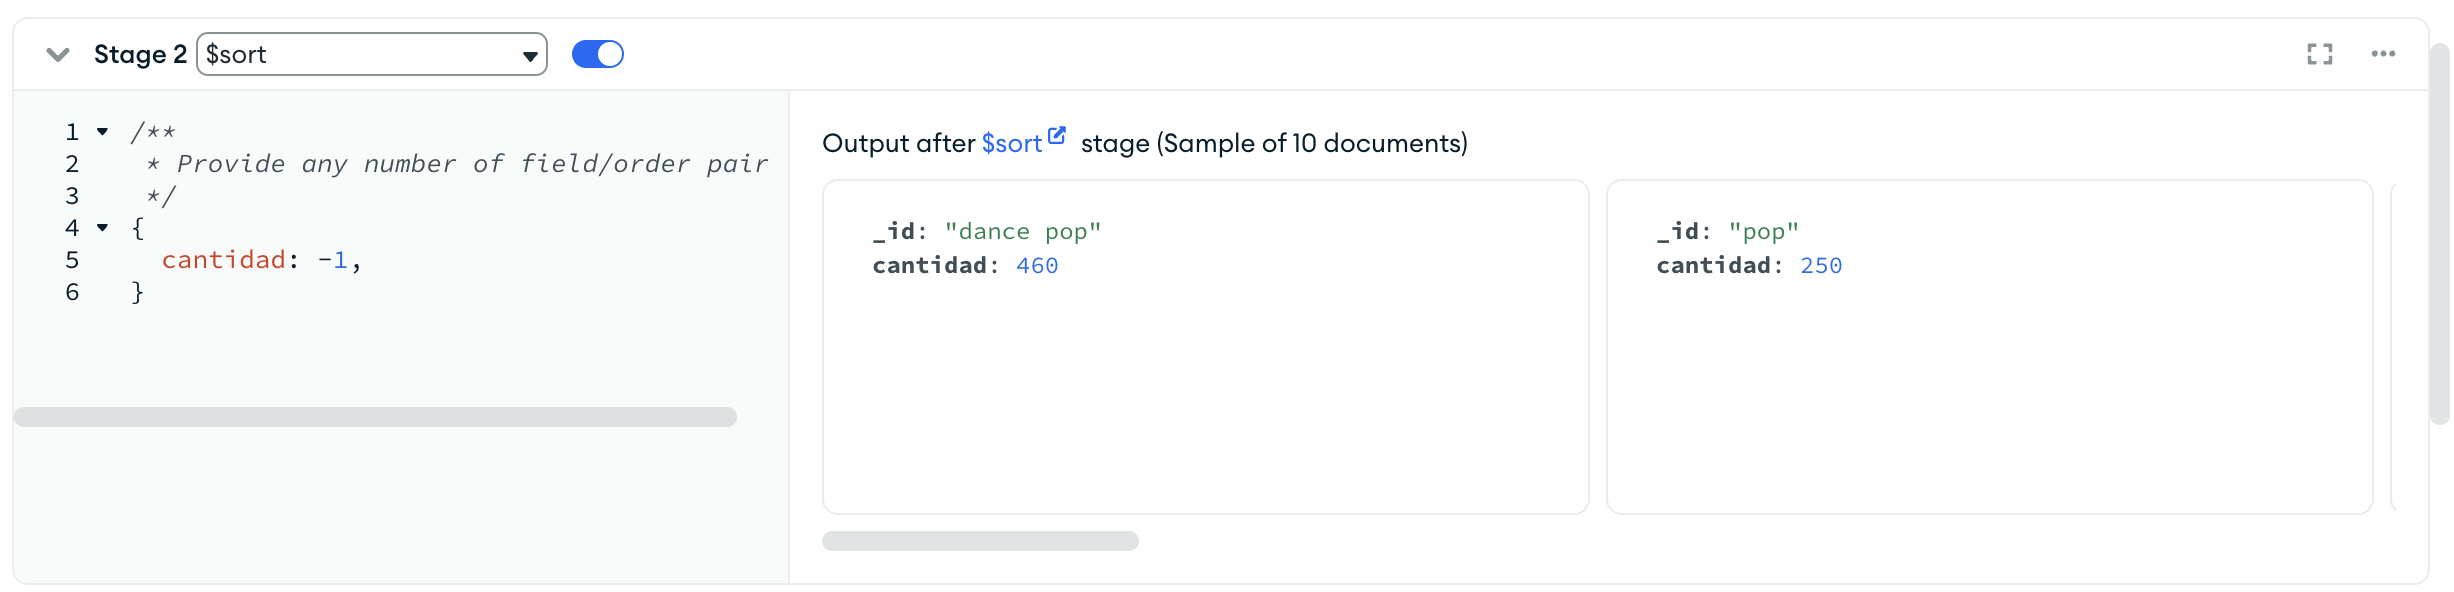 Stage 2 $sort
1 /**
2 * Provide any number of field/order pair
3 */
4 {
5 cantidad: -1,
6 }
Output after $sort stage (Sample of 10 documents)
_id: "dance pop"
cantidad: 460
_id: "pop"
cantidad: 250